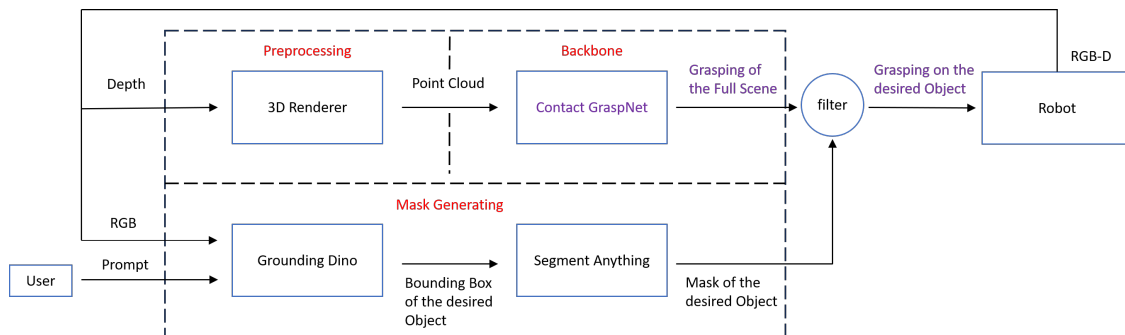 Preprocessing
Backbone
RGB-D
Depth
3D Renderer
Point Cloud
Contact GraspNet
Grasping of
the Full Scene
filter
Grasping on the
desired Object
Robot
Mask Generating
RGB
User
Prompt
Grounding Dino
Bounding Box
of the desired
Object
Segment Anything
Mask of the
desired Object